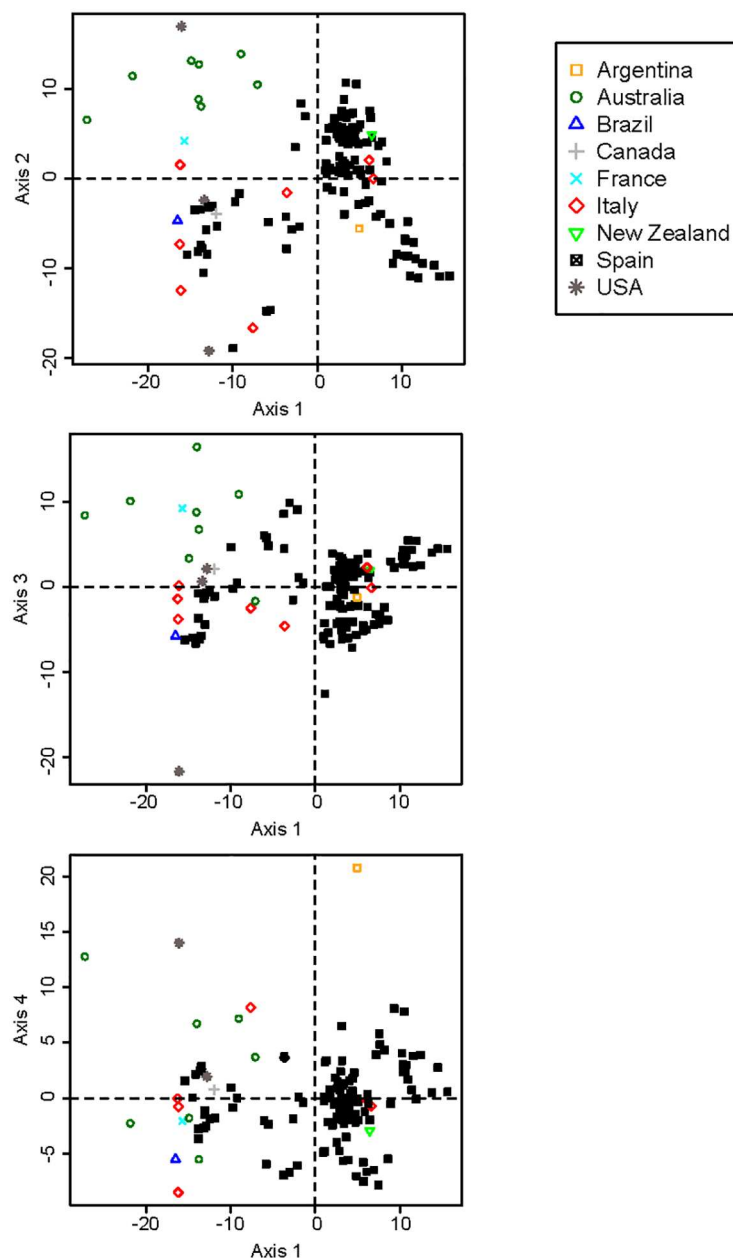 10
0
-10
-20
Axis 2
-20
-10
0
10
Axis 1
Argentina
Australia
Brazil
Canada
France
Italy
New Zealand
Spain
USA
10
0
-10
-20
Axis 3
-20
-10
0
10
Axis 1
20
15
10
5
0
-5
Axis 4
-20
-10
0
10
Axis 1